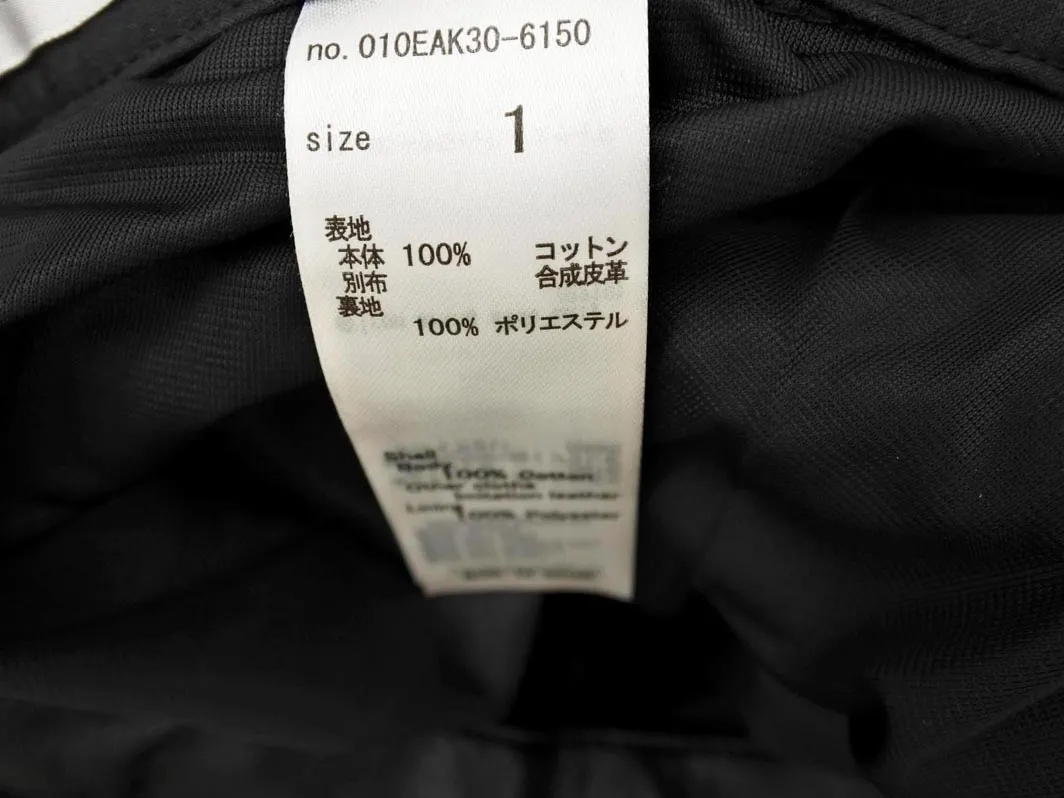 no. 010EAK30-6150
size 1
表地
本体 100% コットン
別布 合成皮革
裏地
100% ポリエステル
Shell
Body 100% Cotton
Other cloths
Imitation leather
Lining 100% Polyester